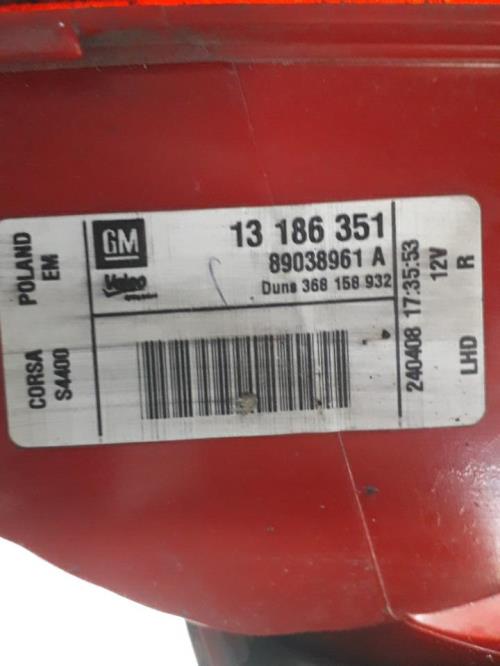 POLAND
EM
CORSA
S4400
GM
Valeo
13 186 351
89038961 A
Duns 368 158 932
240408 17:35:53
12V
R
LHD